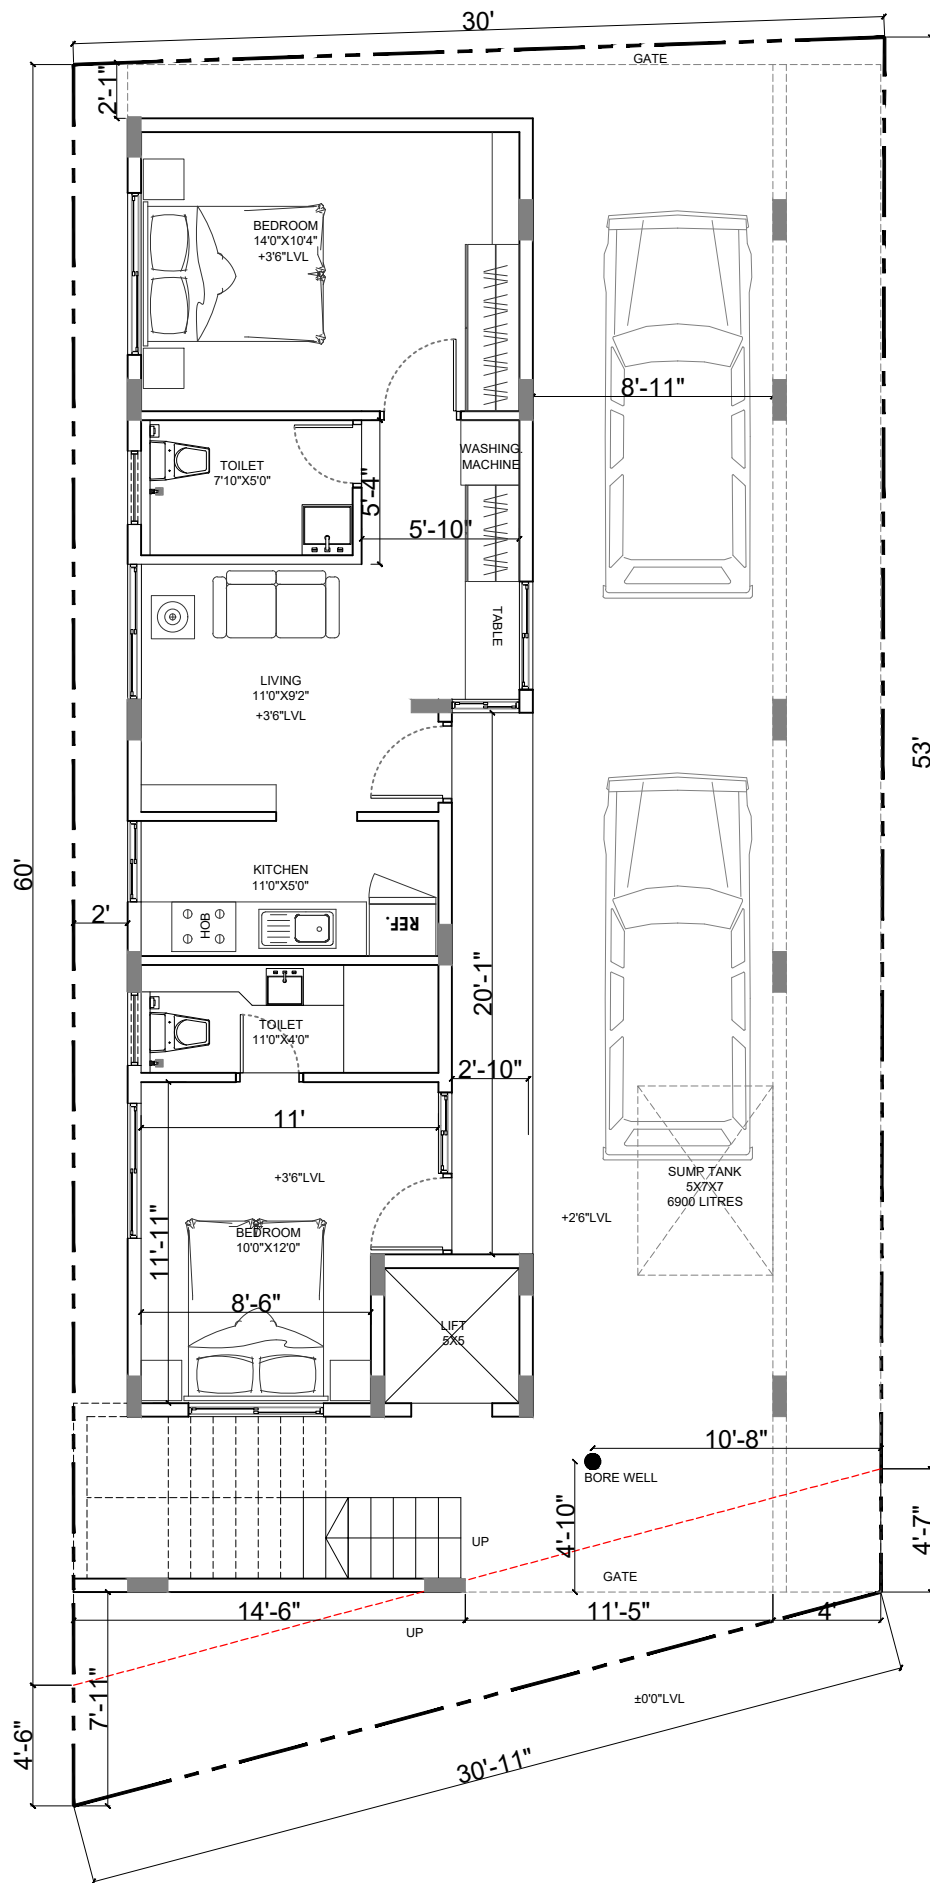 30'
GATE
2'-1"
BEDROOM
14'0"X10'4"
+3'6"LVL
8'-11"
WASHING.
MACHINE
TOILET
7'10"X5'0"
5'-4"
5'-10"
TABLE
LIVING
11'0"X9'2"
+3'6"LVL
53'
60'
KITCHEN
11'0"X5'0"
2'
HOB
REF.
20'-1"
TOILET
11'0"X4'0"
2'-10"
11'
+3'6"LVL
SUMP TANK
5X7X7
6900 LITRES
11'-11"
+2'6"LVL
BEDROOM
10'0"X12'0"
8'-6"
LIFT
5X5
10'-8"
BORE WELL
4'-10"
4'-7"
UP
GATE
14'-6"
11'-5"
4'
UP
7'-11"
±0'0"LVL
4'-6"
30'-11"